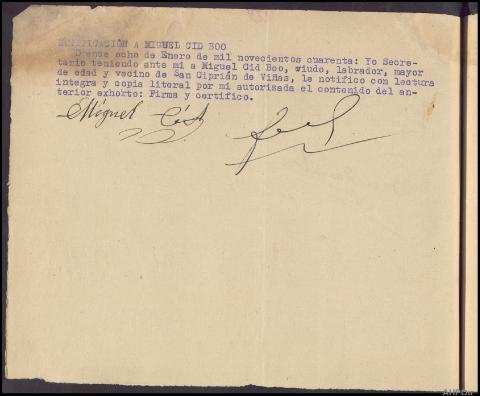 NOTIFICACIÓN A MIGUEL CID BOO
Orense ocho de Enero de mil novecientos cuarenta: Yo Secre-
tario teniendo ante mi a Miguel Cid Boo, viudo, labrador, mayor
de edad y vecino de San Ciprián de Viñas, le notifico con lectura
integra y copia literal por mi autorizada el contenido del an-
terior exhorto: Firma y certifico.
Miguel Cid